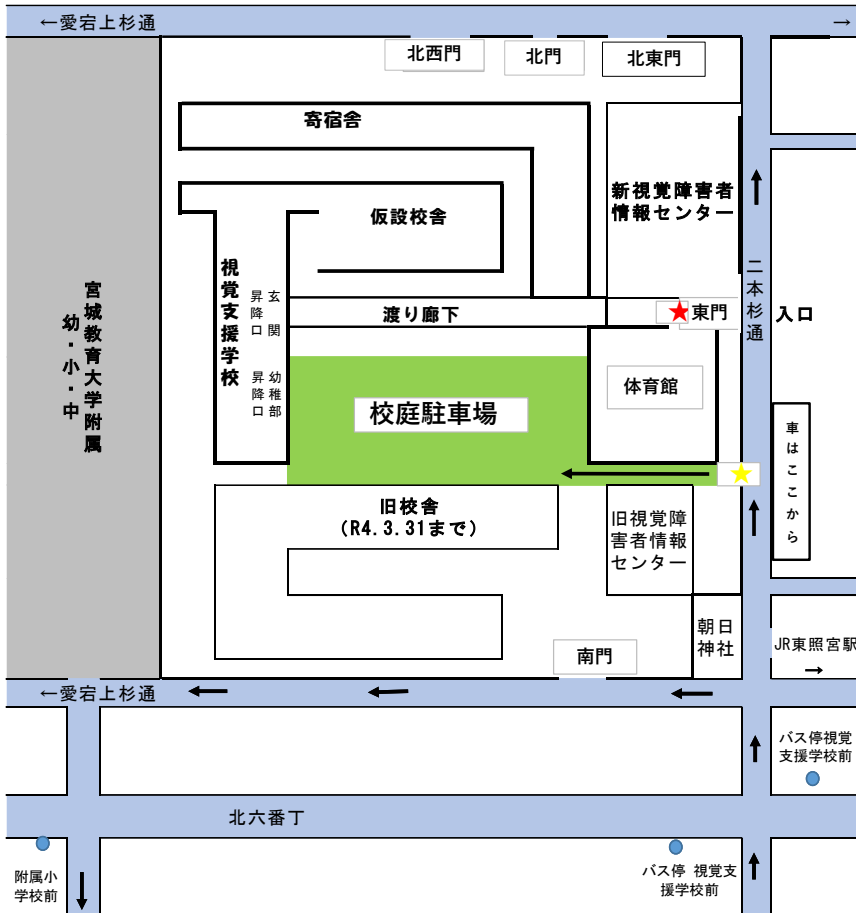 ←愛宕上杉通
→
北西門
北門
北東門
寄宿舎
新視覚障害者
情報センター
仮設校舎
二本杉通
視覚支援学校
玄関
昇降口
渡り廊下
東門
入口
宮城教育大学附属
幼・小・中
幼稚部
昇降口
体育館
校庭駐車場
車はここから
旧校舎
(R4.3.31まで)
旧視覚障
害者情報
センター
朝日
神社
南門
JR東照宮駅
→
←愛宕上杉通
バス停視覚
支援学校前
北六番丁
附属小
学校前
バス停 視覚支
援学校前